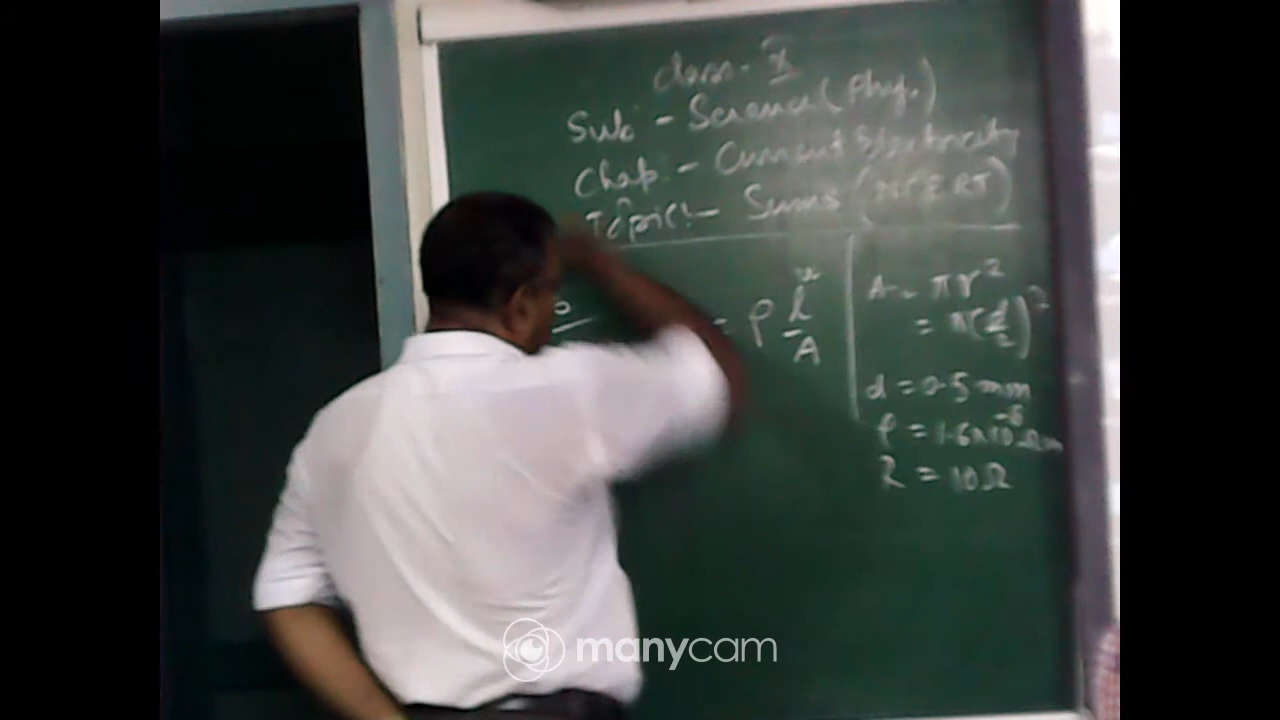 class - X
Sub - Science (Phy.)
Chap - Current Electricity
Topic:- Sums (NCERT)
= ρ l
A
A = πr²
= π(d/2)²
d = 0.5 mm
ρ = 1.6×10⁻⁸ Ωm
R = 10 Ω
manycam